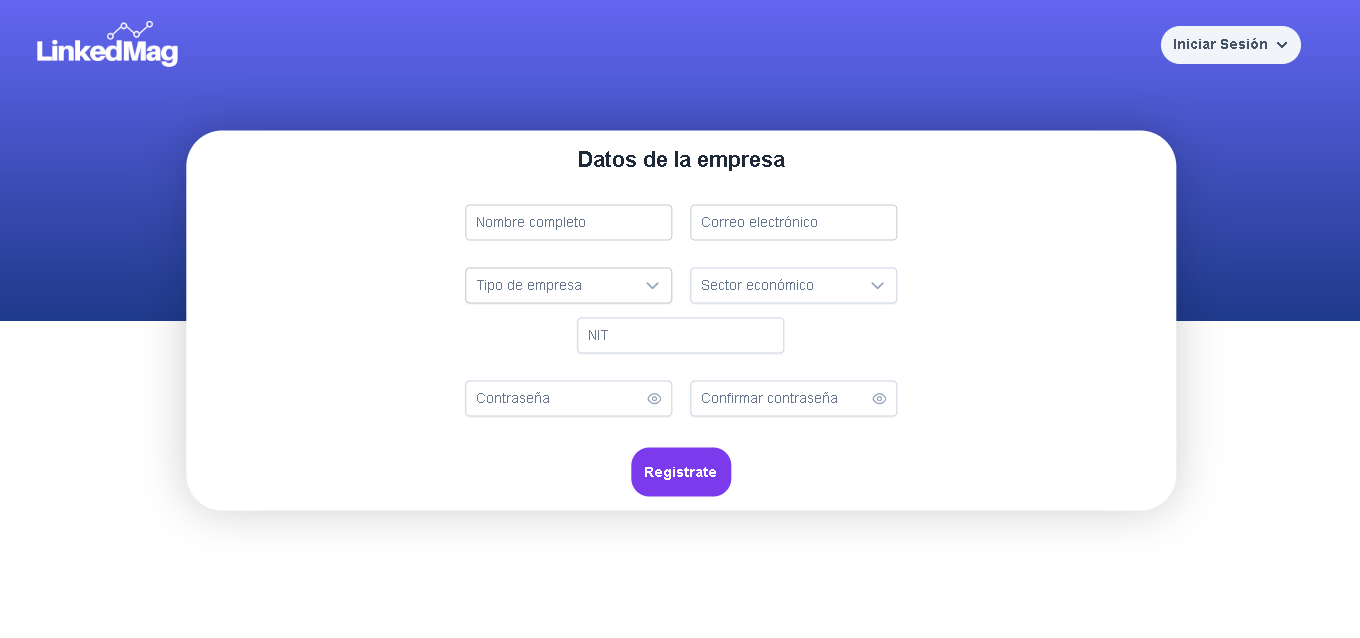 LinkedMag
Iniciar Sesión
Datos de la empresa
Nombre completo
Correo electrónico
Tipo de empresa
Sector económico
NIT
Contraseña
Confirmar contraseña
Registrate